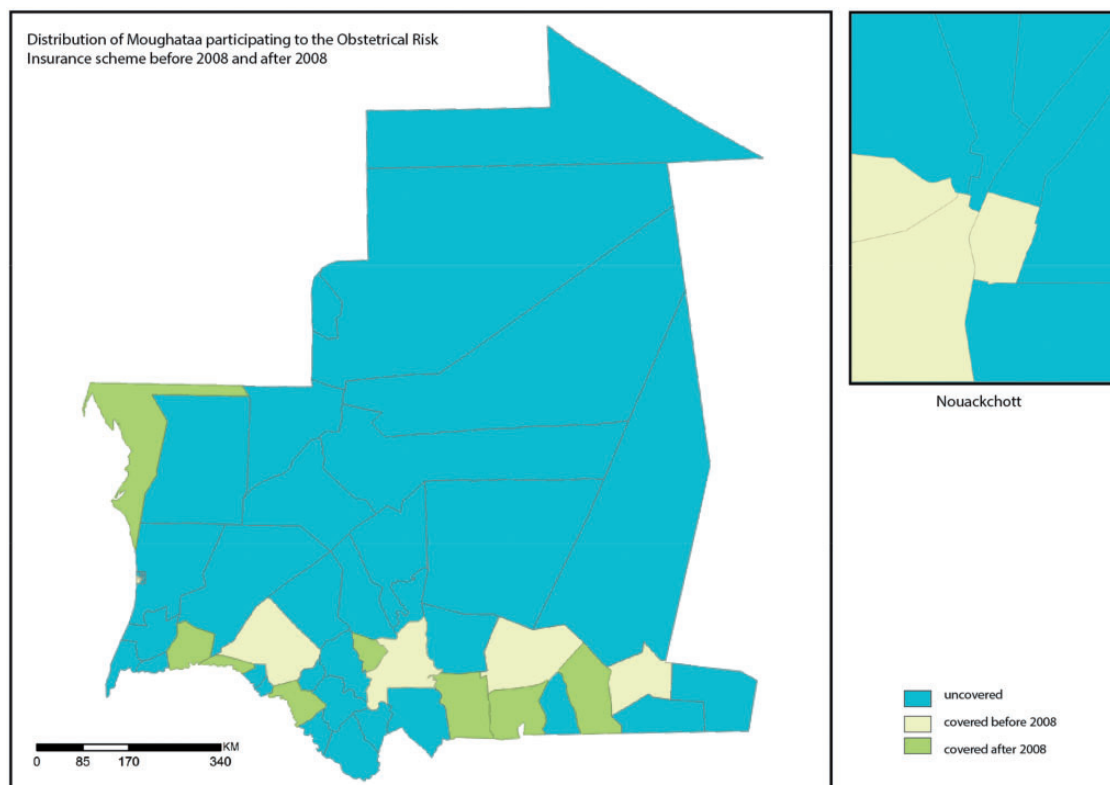 Distribution of Moughataa participating to the Obstetrical Risk
Insurance scheme before 2008 and after 2008
Nouackchott
uncovered
covered before 2008
covered after 2008
KM
0 85 170 340